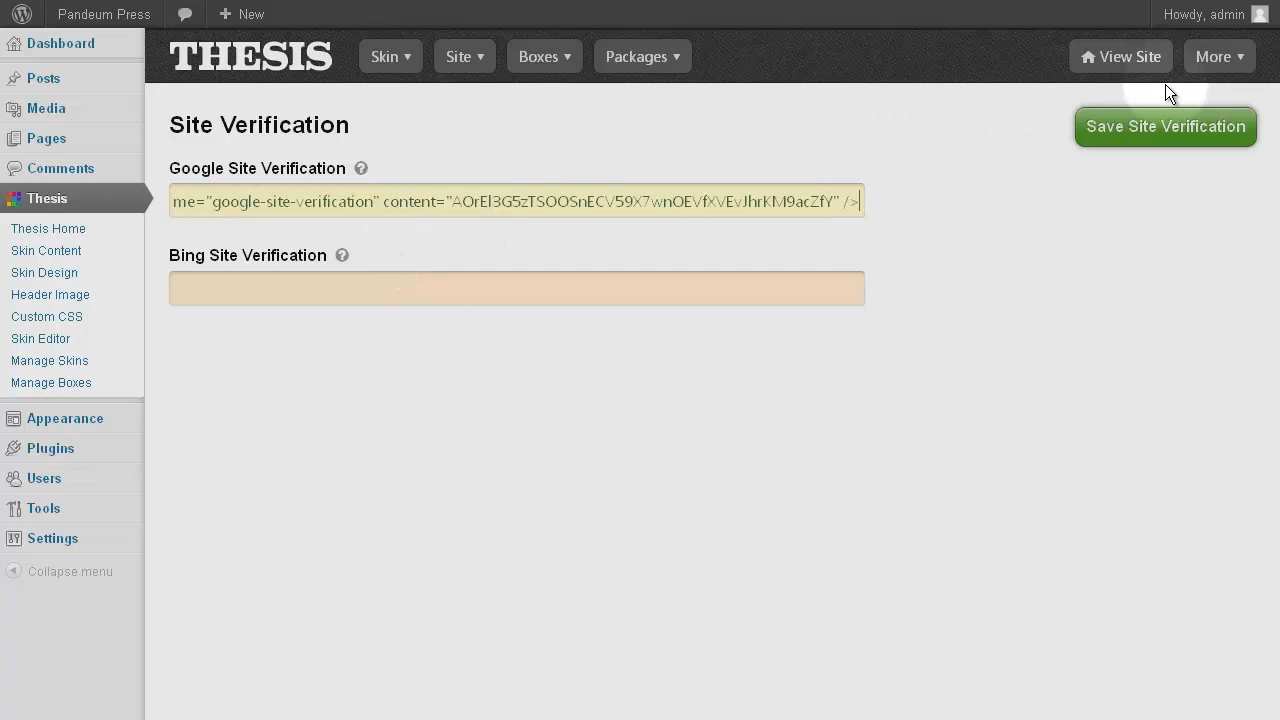 Pandeum Press
New
Howdy, admin
Dashboard
Posts
Media
Pages
Comments
Thesis
Thesis Home
Skin Content
Skin Design
Header Image
Custom CSS
Skin Editor
Manage Skins
Manage Boxes
Appearance
Plugins
Users
Tools
Settings
Collapse menu
THESIS
Skin ▾
Site ▾
Boxes ▾
Packages ▾
View Site
More ▾
Site Verification
Save Site Verification
Google Site Verification ?
me="google-site-verification" content="AOrEl3G5zTSOOSnECV59X7wnOEVfXVEvJhrKM9acZfY" />
Bing Site Verification ?